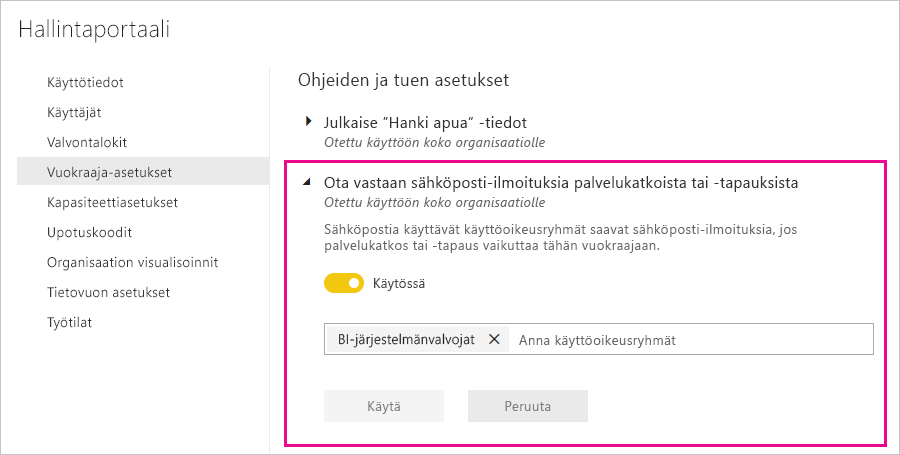 Hallintaportaali
Käyttötiedot
Käyttäjät
Valvontalokit
Vuokraaja-asetukset
Kapasiteettiasetukset
Upotuskoodit
Organisaation visualisoinnit
Tietovuon asetukset
Työtilat
Ohjeiden ja tuen asetukset
Julkaise ”Hanki apua” -tiedot
Otettu käyttöön koko organisaatiolle
Ota vastaan sähköposti-ilmoituksia palvelukatkoista tai -tapauksista
Otettu käyttöön koko organisaatiolle
Sähköpostia käyttävät käyttöoikeusryhmät saavat sähköposti-ilmoituksia, jos
palvelukatkos tai -tapaus vaikuttaa tähän vuokraajaan.
Käytössä
BI-järjestelmänvalvojat Anna käyttöoikeusryhmät
Käytä Peruuta